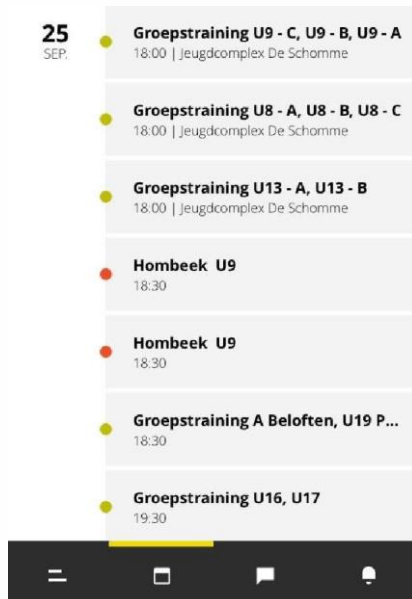 25
SEP.
Groepstraining U9 - C, U9 - B, U9 - A
18:00 | Jeugdcomplex De Schomme
Groepstraining U8 - A, U8 - B, U8 - C
18:00 | Jeugdcomplex De Schomme
Groepstraining U13 - A, U13 - B
18:00 | Jeugdcomplex De Schomme
Hombeek U9
18:30
Hombeek U9
18:30
Groepstraining A Beloften, U19 P...
18:30
Groepstraining U16, U17
19:30